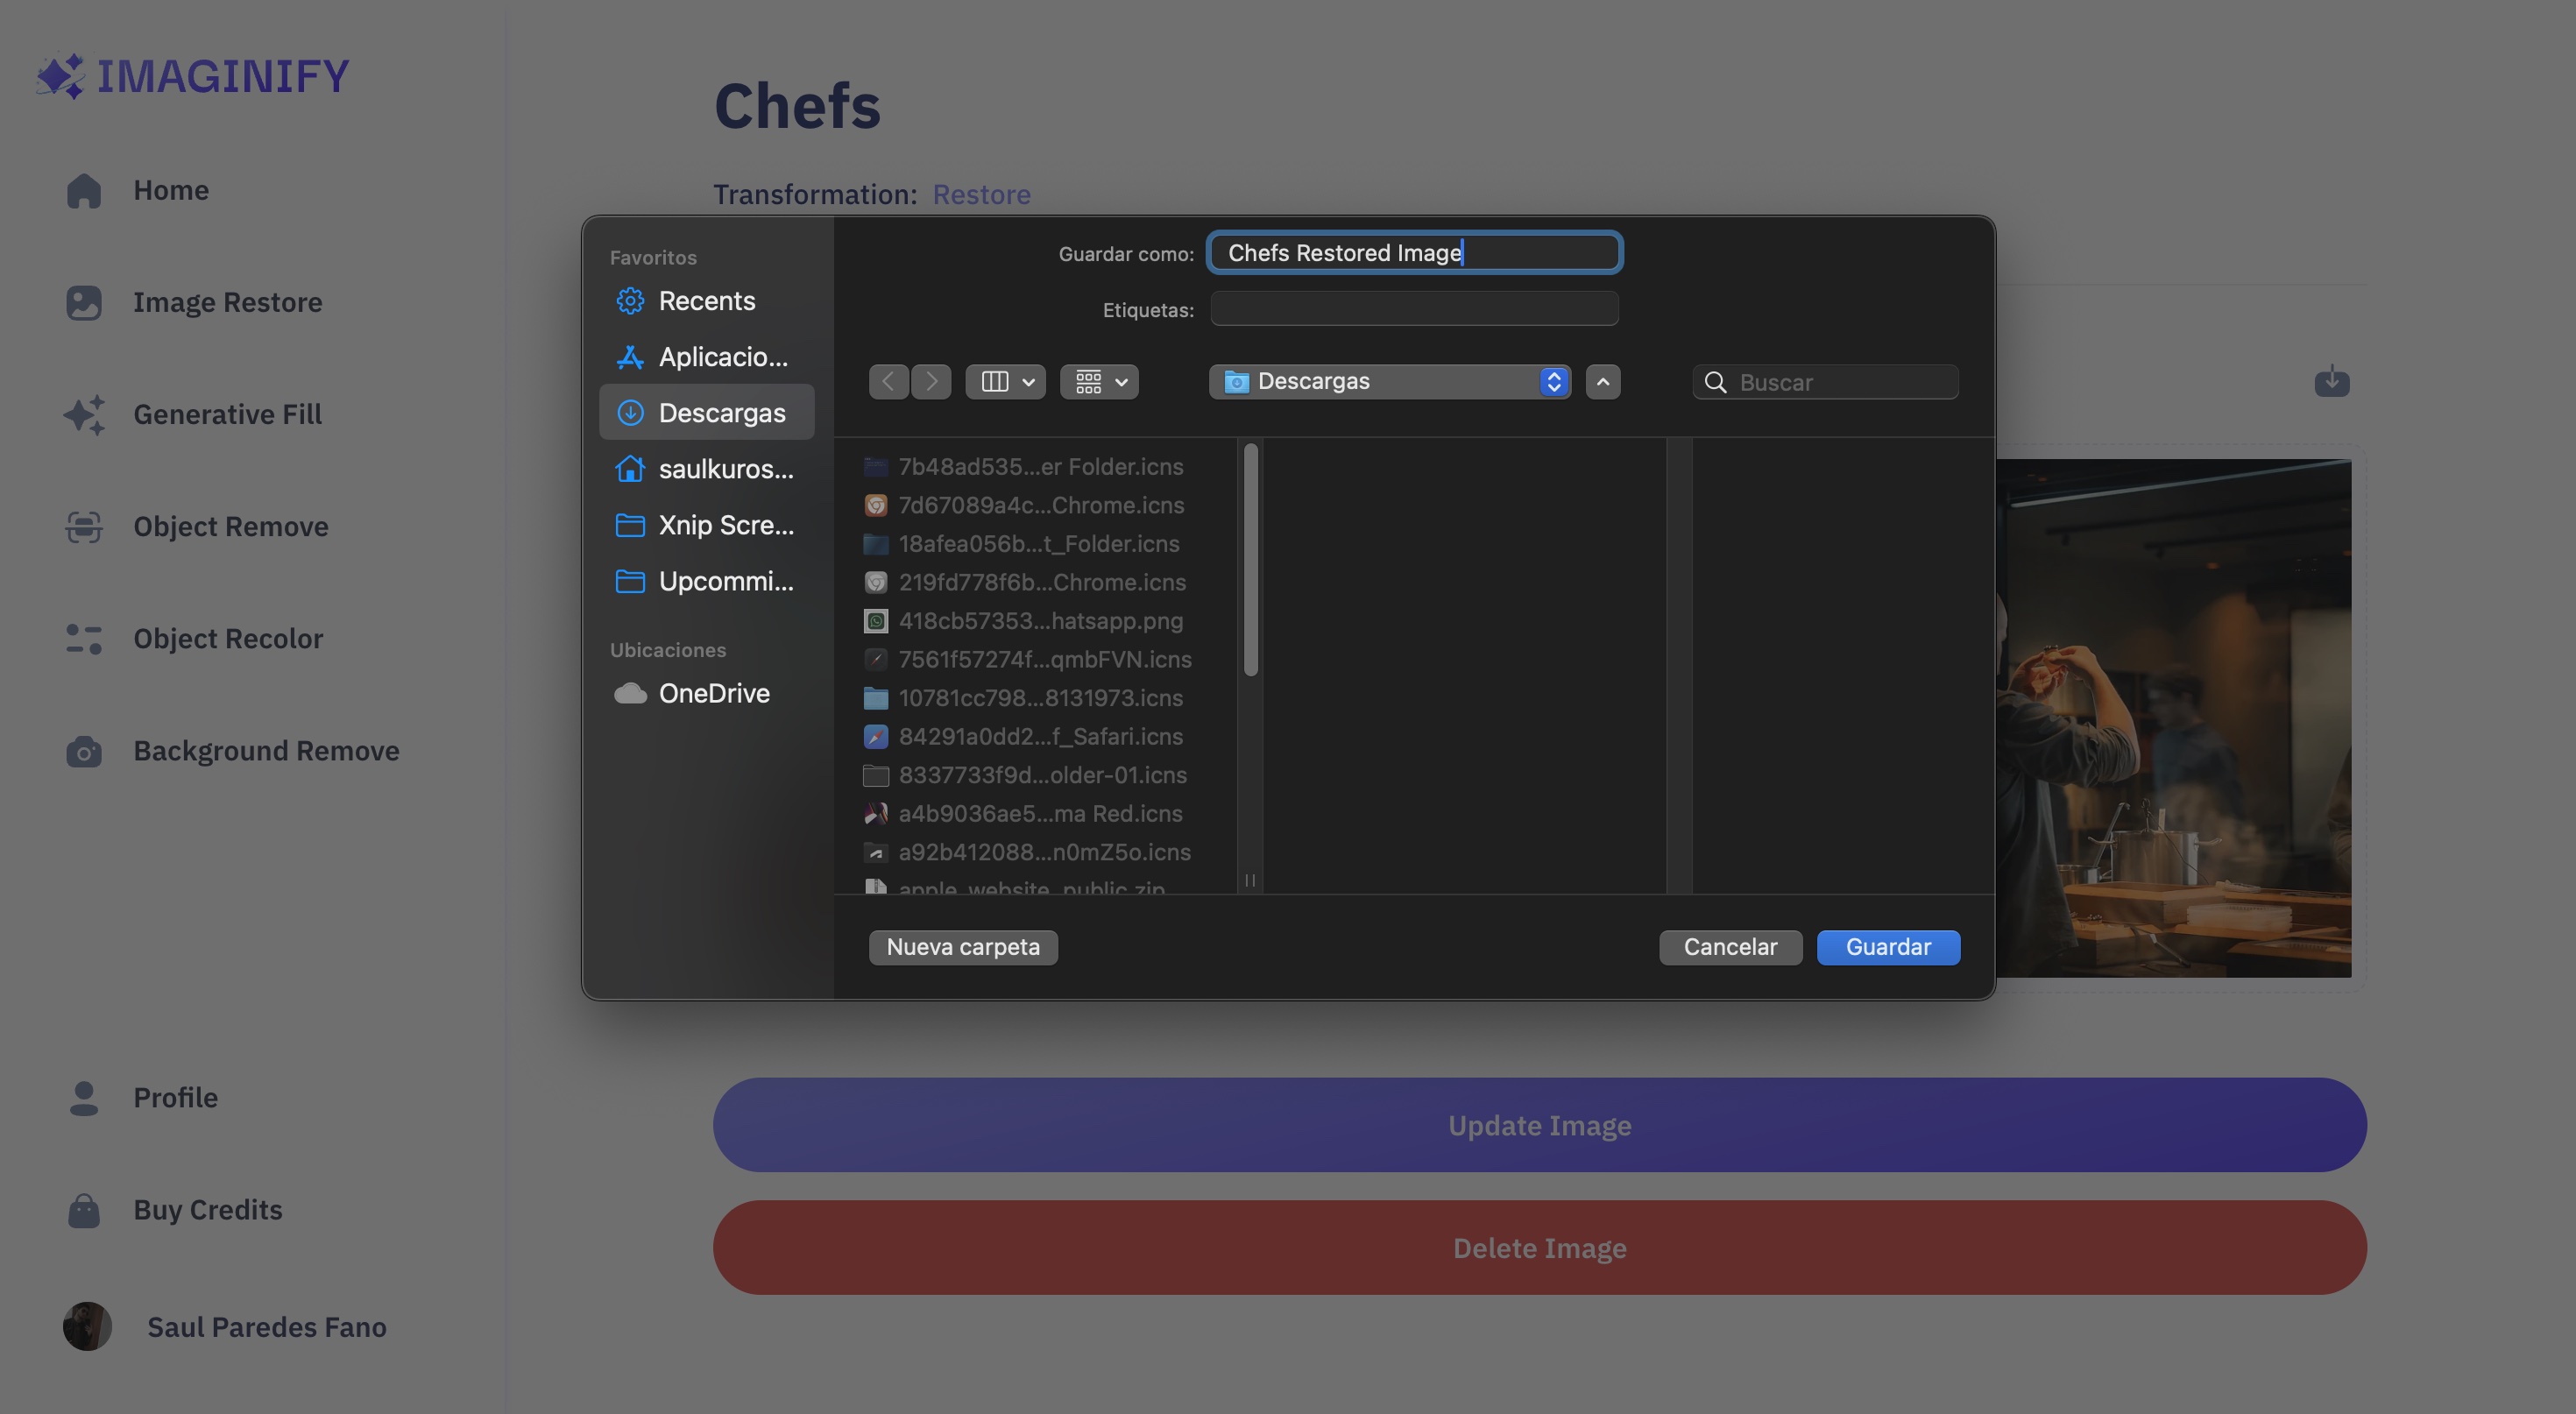 IMAGINIFY
Home
Image Restore
Generative Fill
Object Remove
Object Recolor
Background Remove
Profile
Buy Credits
Saul Paredes Fano
Chefs
Transformation: Restore
Favoritos
Recents
Aplicacio...
Descargas
saulkuros...
Xnip Scre...
Upcommi...
Ubicaciones
OneDrive
Guardar como: Chefs Restored Image
Etiquetas:
Descargas
Buscar
7b48ad535...er Folder.icns
7d67089a4c...Chrome.icns
18afea056b...t_Folder.icns
219fd778f6b...Chrome.icns
418cb57353...hatsapp.png
7561f57274f...qmbFVN.icns
10781cc798...8131973.icns
84291a0dd2...f_Safari.icns
8337733f9d...older-01.icns
a4b9036ae5...ma Red.icns
a92b412088...n0mZ5o.icns
apple_website_public.zip
Nueva carpeta
Cancelar
Guardar
Update Image
Delete Image